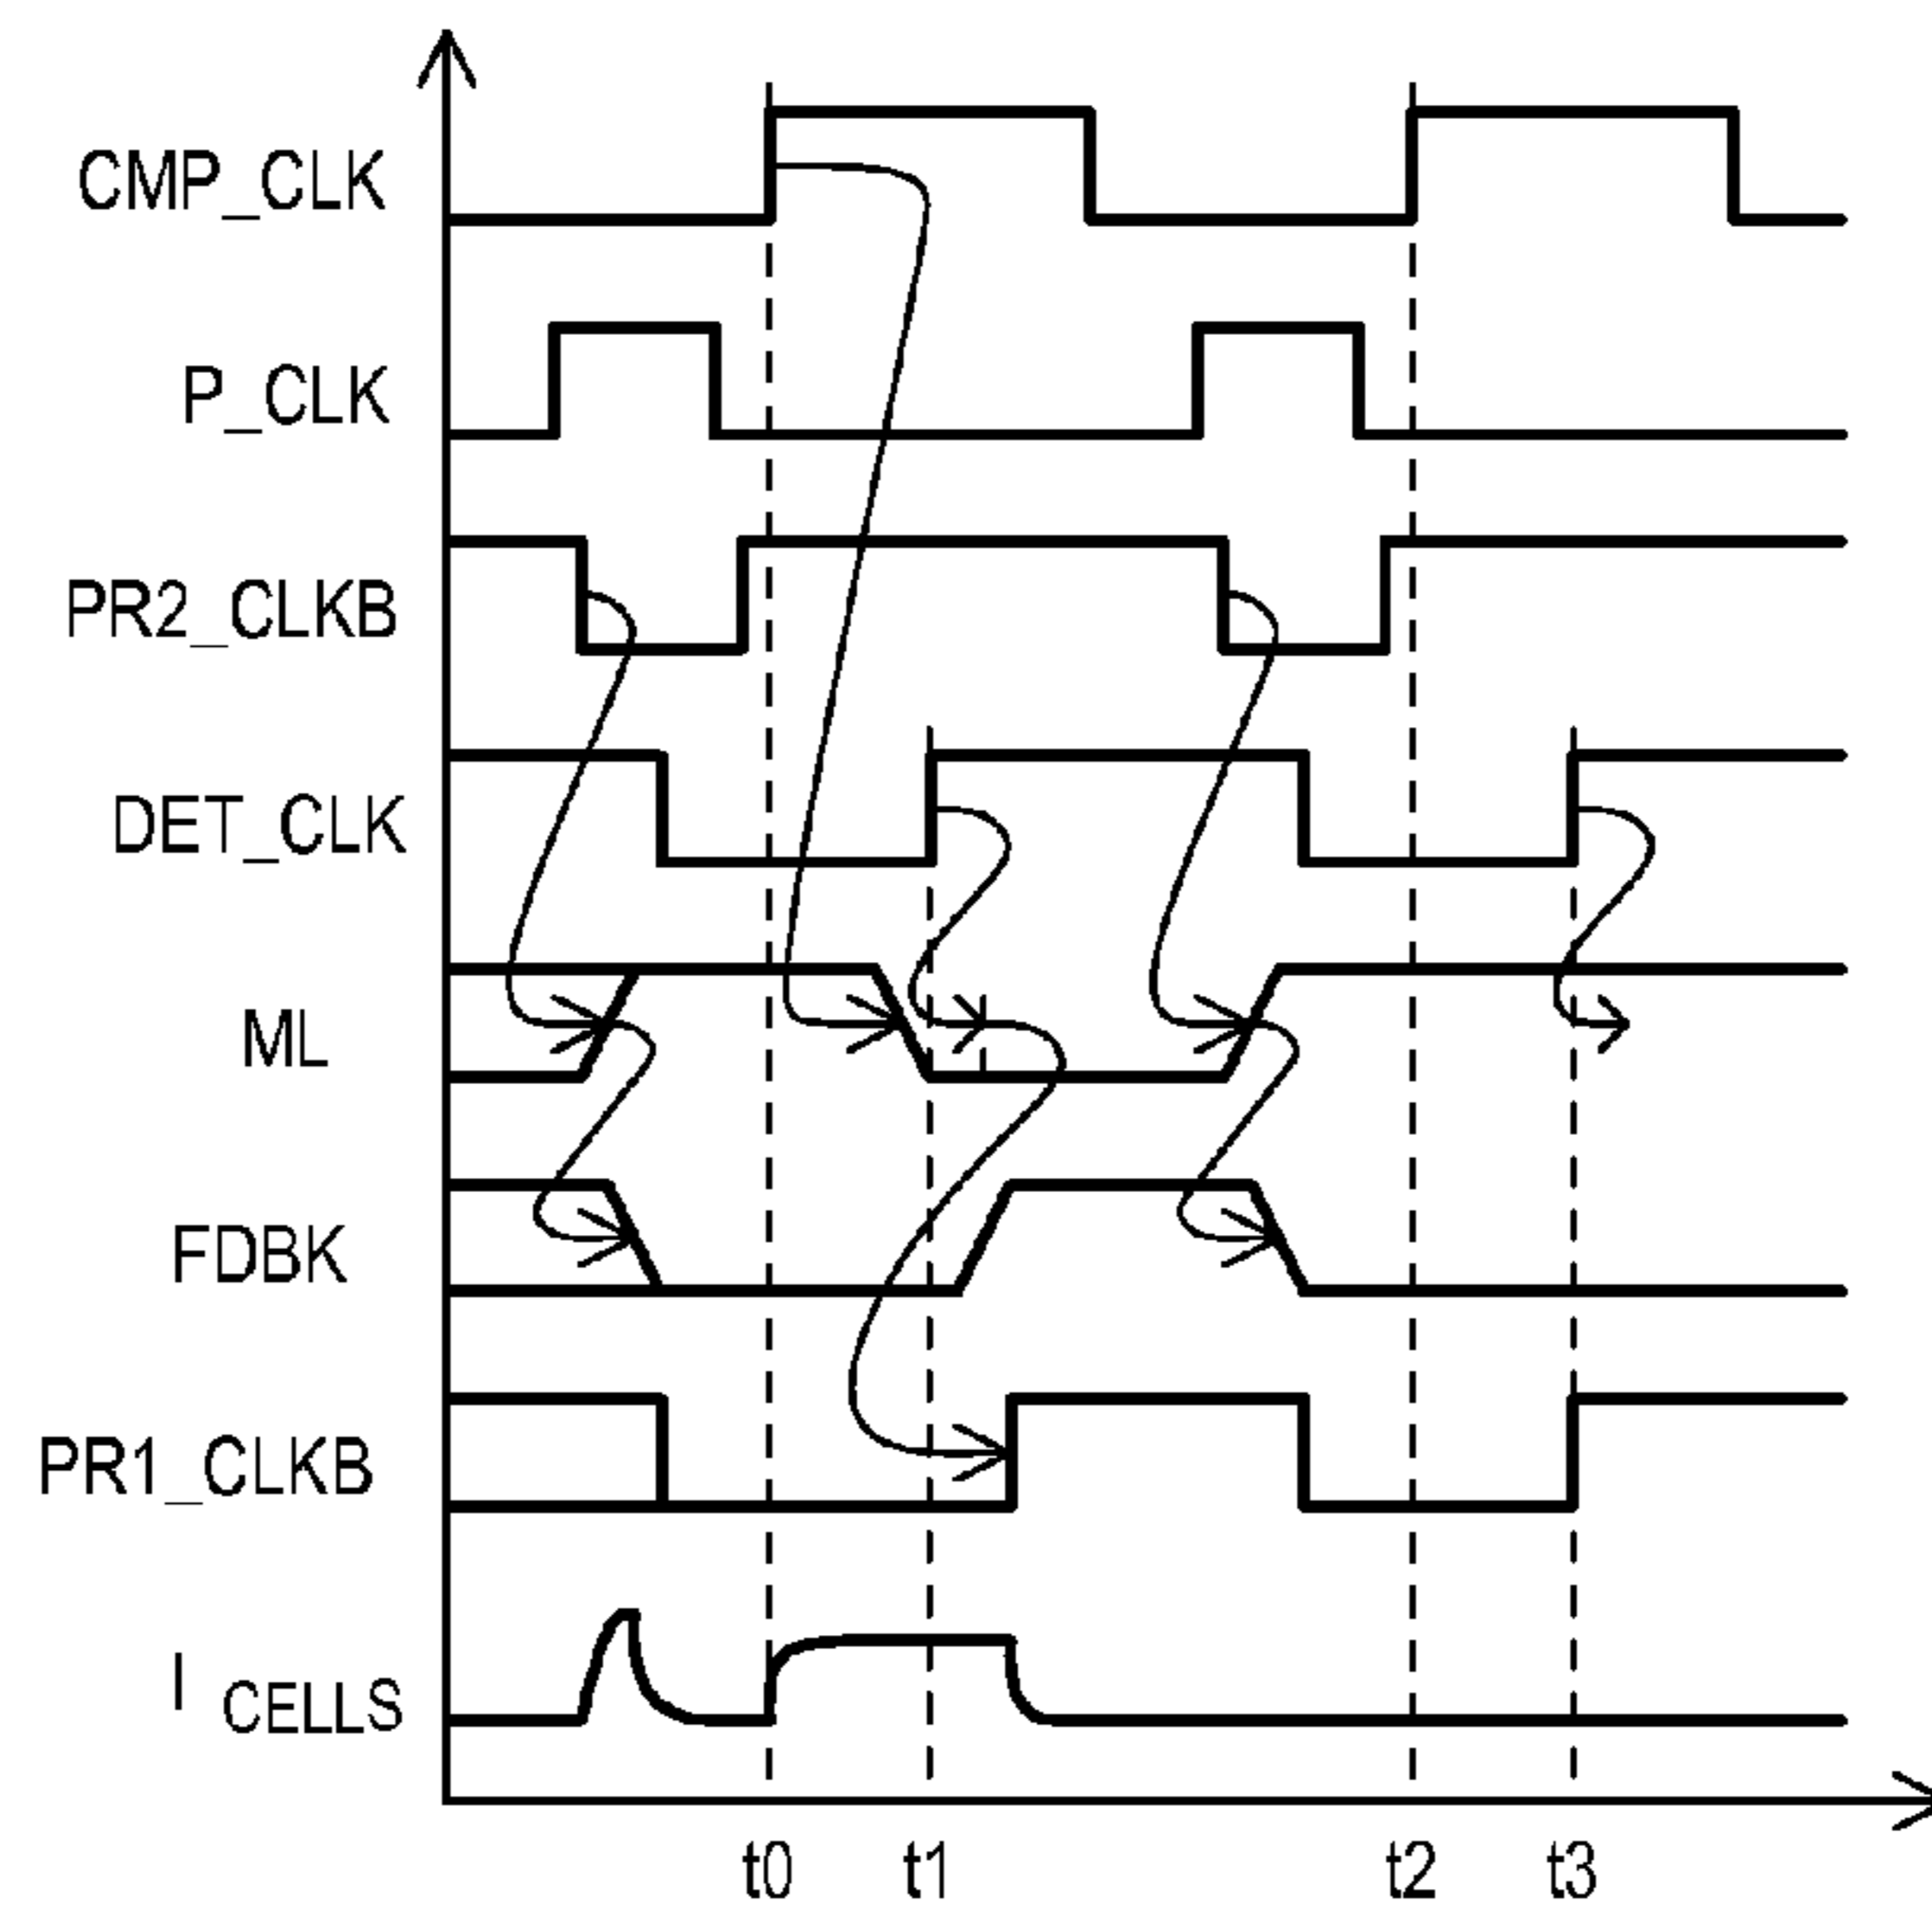 CMP_CLK
P_CLK
PR2_CLKB
DET_CLK
ML
FDBK
PR1_CLKB
I CELLS
t0 t1 t2 t3